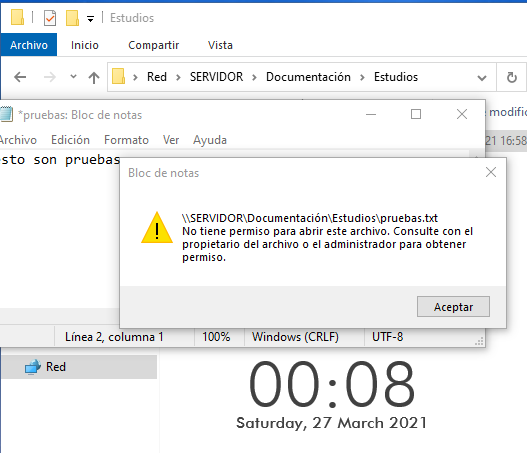 Estudios
Archivo Inicio Compartir Vista
Red SERVIDOR Documentación Estudios
*pruebas: Bloc de notas
Archivo Edición Formato Ver Ayuda
sto son pruebas
e modific
21 16:58
Bloc de notas
\\SERVIDOR\Documentación\Estudios\pruebas.txt
No tiene permiso para abrir este archivo. Consulte con el
propietario del archivo o el administrador para obtener
permiso.
Aceptar
Línea 2, columna 1 100% Windows (CRLF) UTF-8
Red
00:08
Saturday, 27 March 2021